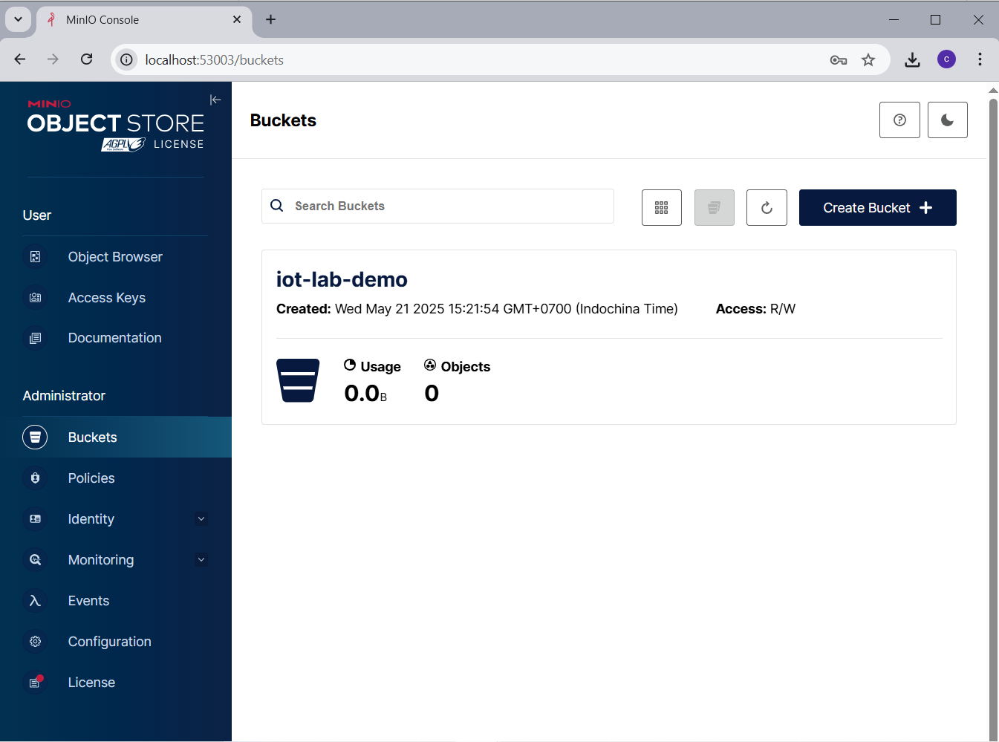 MinIO Console
localhost:53003/buckets
C
MINIO
OBJECT STORE
AGPL v3 LICENSE
Buckets
Search Buckets
Create Bucket
User
Object Browser
Access Keys
Documentation
Administrator
Buckets
Policies
Identity
Monitoring
Events
Configuration
License
iot-lab-demo
Created: Wed May 21 2025 15:21:54 GMT+0700 (Indochina Time) Access: R/W
Usage Objects
0.0B 0